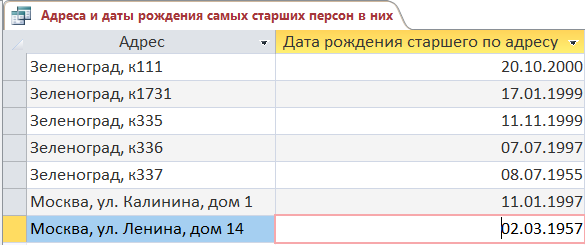 Адреса и даты рождения самых старших персон в них
Адрес Дата рождения старшего по адресу
Зеленоград, к111 20.10.2000
Зеленоград, к1731 17.01.1999
Зеленоград, к335 11.11.1999
Зеленоград, к336 07.07.1997
Зеленоград, к337 08.07.1955
Москва, ул. Калинина, дом 1 11.01.1997
Москва, ул. Ленина, дом 14 02.03.1957